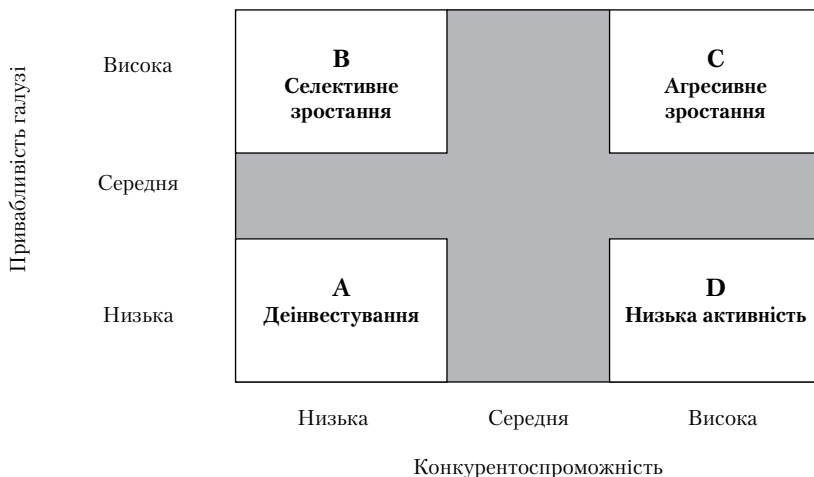 Привабливість галузі
Висока
Середня
Низька
B
Селективне
зростання
C
Агресивне
зростання
A
Деінвестування
D
Низька активність
Низька
Середня
Висока
Конкурентоспроможність